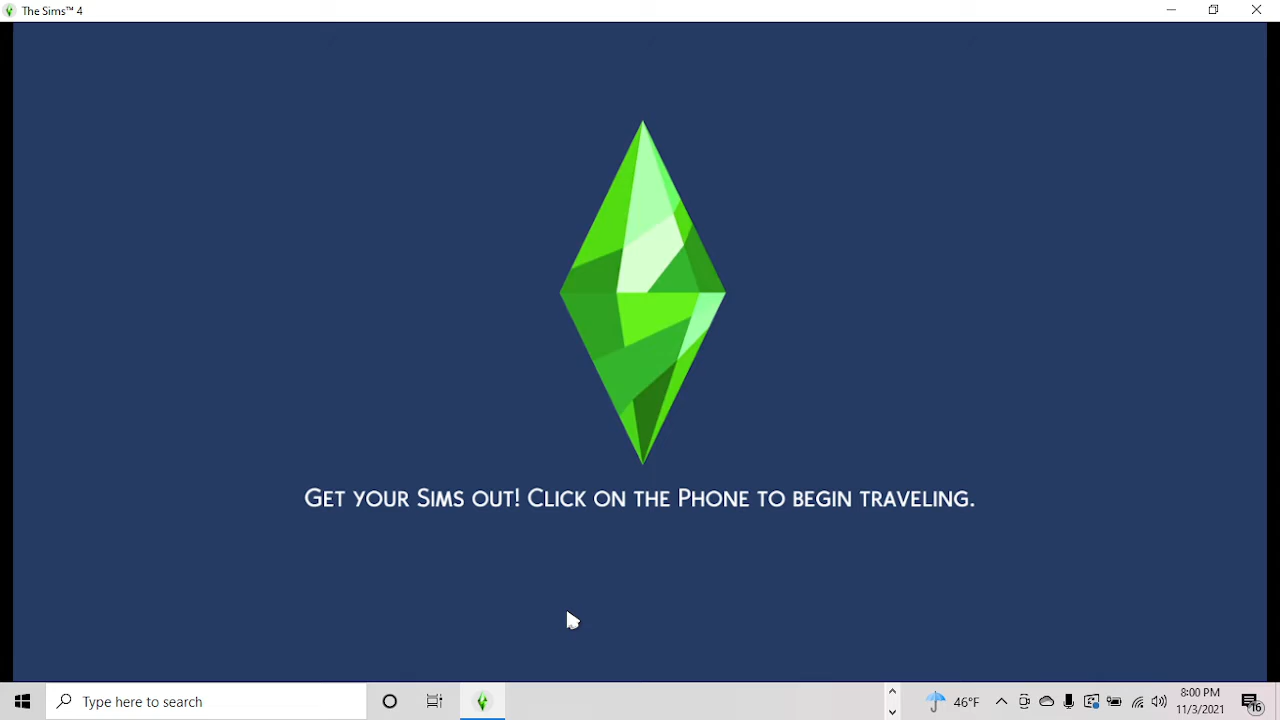 The Sims™ 4
Get your Sims out! Click on the Phone to begin traveling.
Type here to search
46°F
8:00 PM
11/3/2021
16